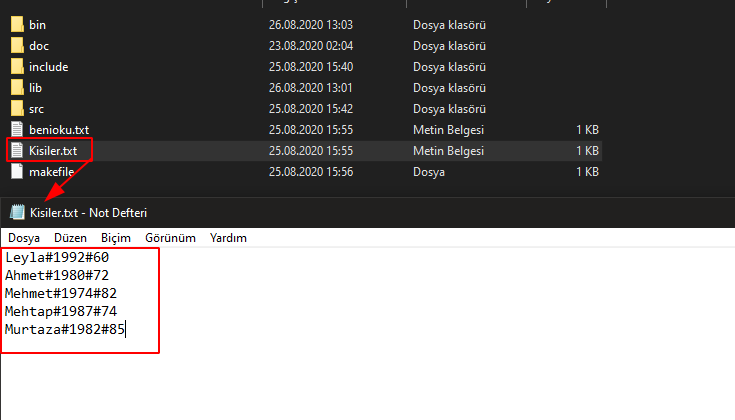 bin 26.08.2020 13:03 Dosya klasörü
doc 23.08.2020 02:04 Dosya klasörü
include 25.08.2020 15:40 Dosya klasörü
lib 26.08.2020 13:01 Dosya klasörü
src 25.08.2020 15:42 Dosya klasörü
benioku.txt 25.08.2020 15:55 Metin Belgesi 1 KB
Kisiler.txt 25.08.2020 15:55 Metin Belgesi 1 KB
makefile 25.08.2020 15:56 Dosya 1 KB
Kisiler.txt - Not Defteri
Dosya Düzen Biçim Görünüm Yardım
Leyla#1992#60
Ahmet#1980#72
Mehmet#1974#82
Mehtap#1987#74
Murtaza#1982#85